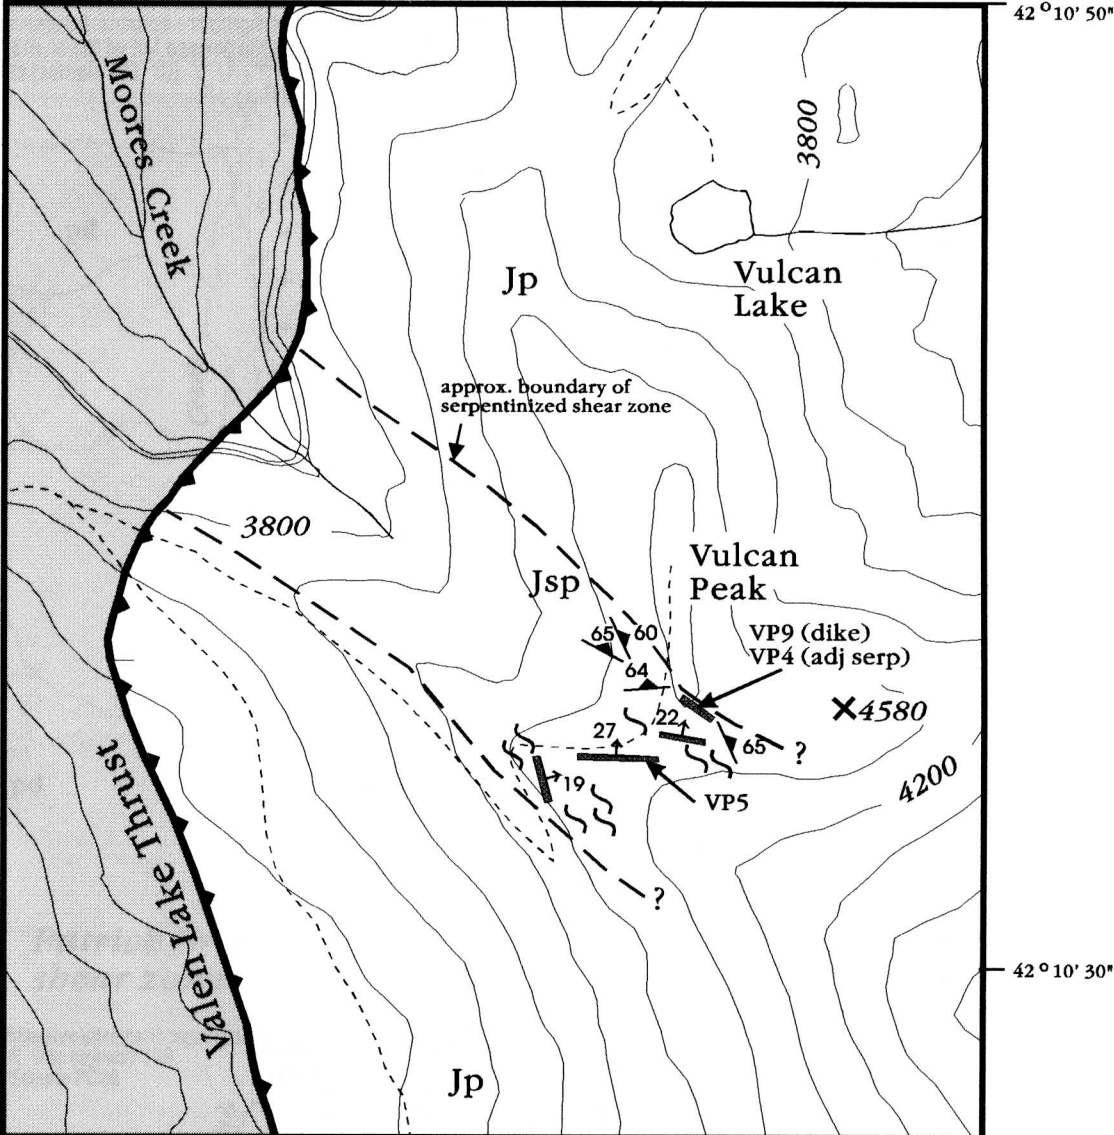 42°10' 50"
Moores Creek
3800
Jp
Vulcan
Lake
approx. boundary of
serpentinized shear zone
3800
Vulcan
Peak
Jsp
65
60
VP9 (dike)
VP4 (adj serp)
64
4580
22
27
65
?
19
4200
VP5
Valen Lake Thrust
?
42°10' 30"
Jp